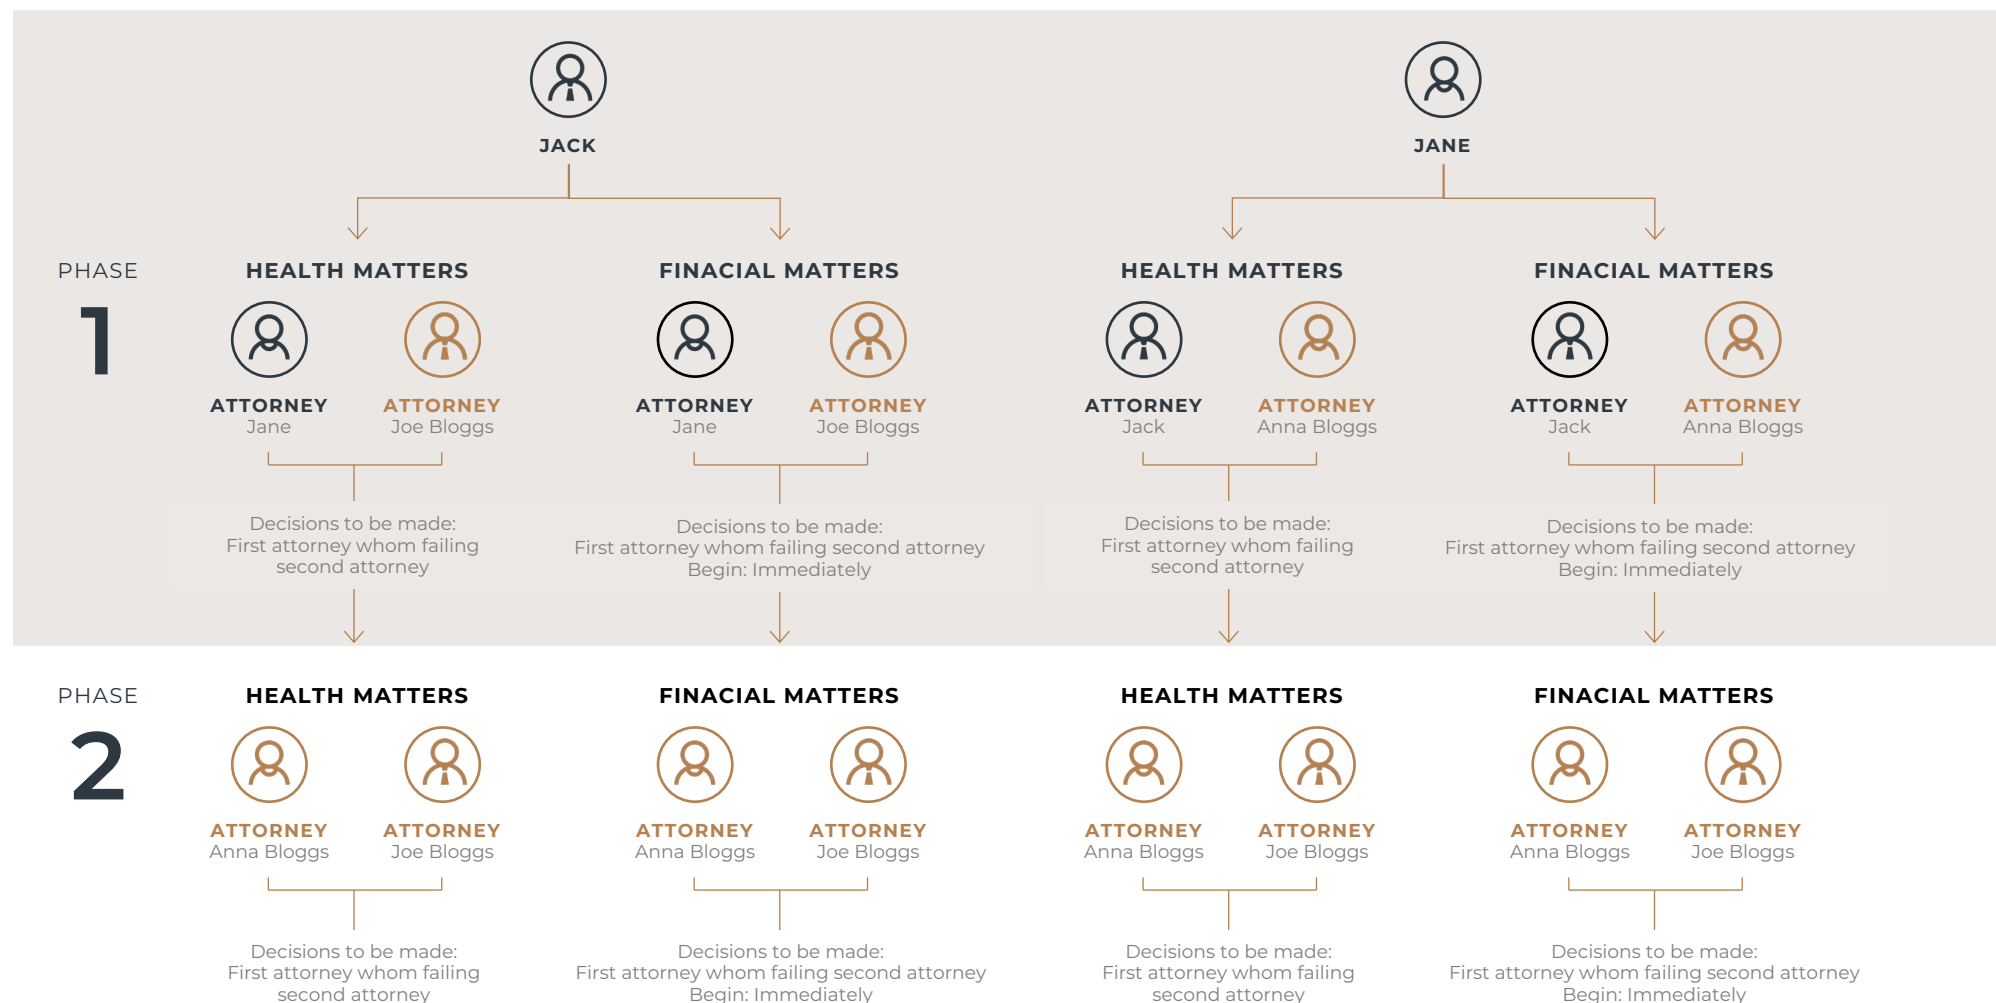 JACK
JANE
PHASE
1
HEALTH MATTERS
FINACIAL MATTERS
HEALTH MATTERS
FINACIAL MATTERS
ATTORNEY
Jane
ATTORNEY
Joe Bloggs
ATTORNEY
Jane
ATTORNEY
Joe Bloggs
ATTORNEY
Jack
ATTORNEY
Anna Bloggs
ATTORNEY
Jack
ATTORNEY
Anna Bloggs
Decisions to be made:
First attorney whom failing
second attorney
Decisions to be made:
First attorney whom failing second attorney
Begin: Immediately
Decisions to be made:
First attorney whom failing
second attorney
Decisions to be made:
First attorney whom failing second attorney
Begin: Immediately
PHASE
2
HEALTH MATTERS
FINACIAL MATTERS
HEALTH MATTERS
FINACIAL MATTERS
ATTORNEY
Anna Bloggs
ATTORNEY
Joe Bloggs
ATTORNEY
Anna Bloggs
ATTORNEY
Joe Bloggs
ATTORNEY
Anna Bloggs
ATTORNEY
Joe Bloggs
ATTORNEY
Anna Bloggs
ATTORNEY
Joe Bloggs
Decisions to be made:
First attorney whom failing
second attorney
Decisions to be made:
First attorney whom failing second attorney
Begin: Immediately
Decisions to be made:
First attorney whom failing
second attorney
Decisions to be made:
First attorney whom failing second attorney
Begin: Immediately